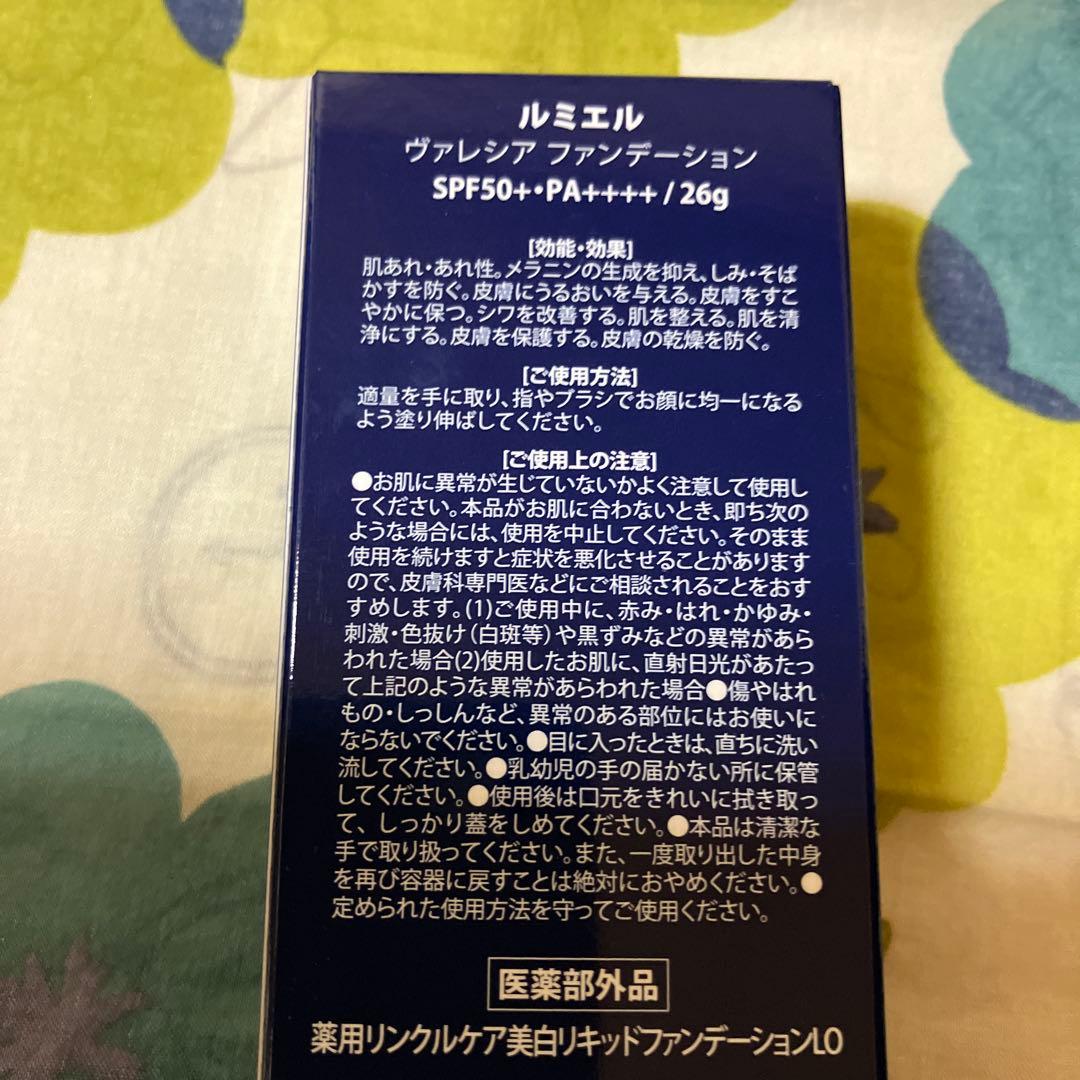 ルミエル
ヴァレシア ファンデーション
SPF50+・PA++++ / 26g
[効能・効果]
肌あれ・あれ性。メラニンの生成を抑え、しみ・そば
かすを防ぐ。皮膚にうるおいを与える。皮膚をすこ
やかに保つ。シワを改善する。肌を整える。肌を清
浄にする。皮膚を保護する。皮膚の乾燥を防ぐ。
[ご使用方法]
適量を手に取り、指やブラシでお顔に均一になる
よう塗り伸ばしてください。
[ご使用上の注意]
●お肌に異常が生じていないかよく注意して使用し
てください。本品がお肌に合わないとき、即ち次の
ような場合には、使用を中止してください。そのまま
使用を続けますと症状を悪化させることがあります
ので、皮膚科専門医などにご相談されることをおす
すめします。(1)ご使用中に、赤み・はれ・かゆみ・
刺激・色抜け（白斑等）や黒ずみなどの異常があら
われた場合(2)使用したお肌に、直射日光があたっ
て上記のような異常があらわれた場合●傷やはれ
もの・しっしんなど、異常のある部位にはお使いに
ならないでください。●目に入ったときは、直ちに洗い
流してください。●乳幼児の手の届かない所に保管
してください。●使用後は口元をきれいに拭き取っ
て、しっかり蓋をしめてください。●本品は清潔な
手で取り扱ってください。また、一度取り出した中身
を再び容器に戻すことは絶対におやめください。●
定められた使用方法を守ってご使用ください。
医薬部外品
薬用リンクルケア美白リキッドファンデーションLO